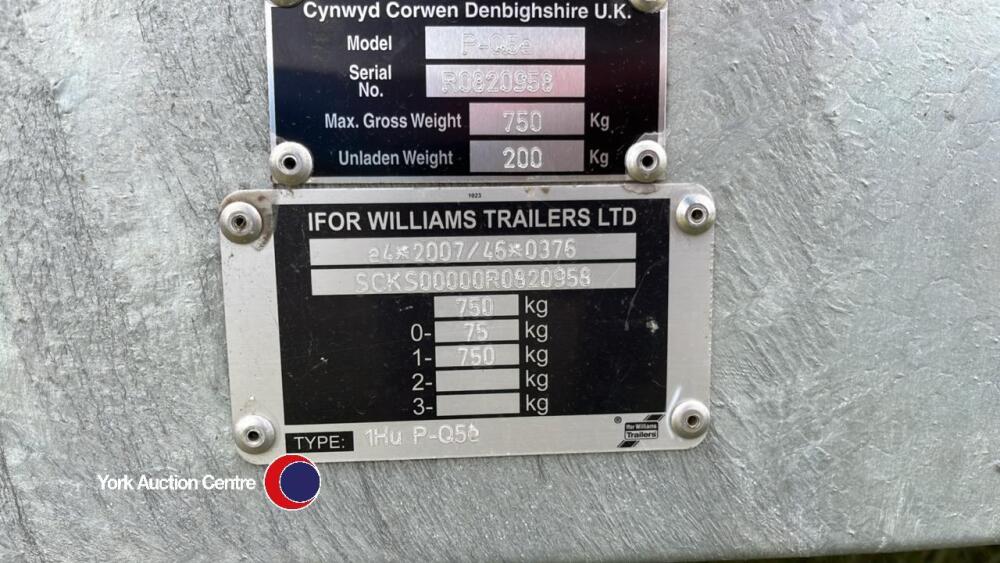 Cynwyd Corwen Denbighshire U.K.
Model P-Q5e
Serial No. R0820958
Max. Gross Weight 750 Kg
Unladen Weight 200 Kg
1023
IFOR WILLIAMS TRAILERS LTD
e4*2007/46*0376
SCKS00000R0820958
750 kg
0- 75 kg
1- 750 kg
2- kg
3- kg
TYPE: 1Hu P-Q5e
® Ifor Williams
Trailers
York Auction Centre